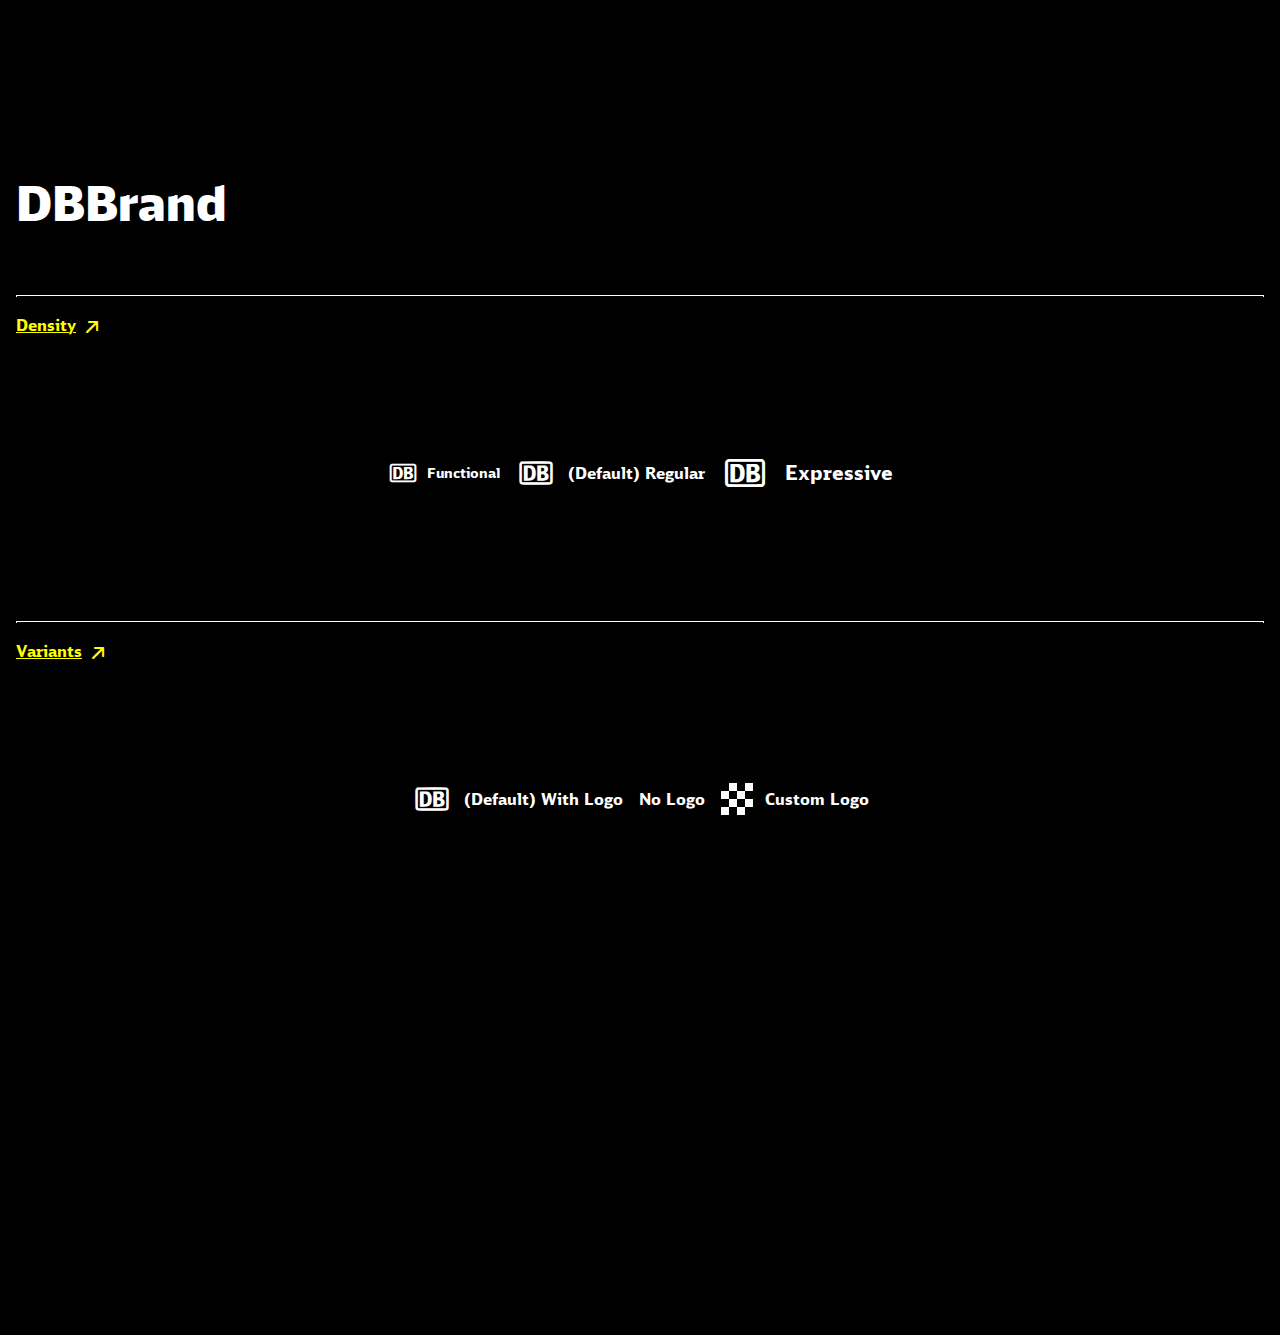 DBBrand
Density
DB Functional DB (Default) Regular DB Expressive
Variants
DB (Default) With Logo No Logo Custom Logo